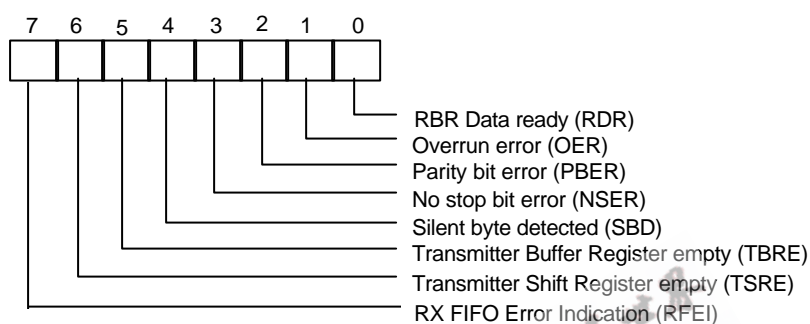 7 6 5 4 3 2 1 0
RBR Data ready (RDR)
Overrun error (OER)
Parity bit error (PBER)
No stop bit error (NSER)
Silent byte detected (SBD)
Transmitter Buffer Register empty (TBRE)
Transmitter Shift Register empty (TSRE)
RX FIFO Error Indication (RFEI)